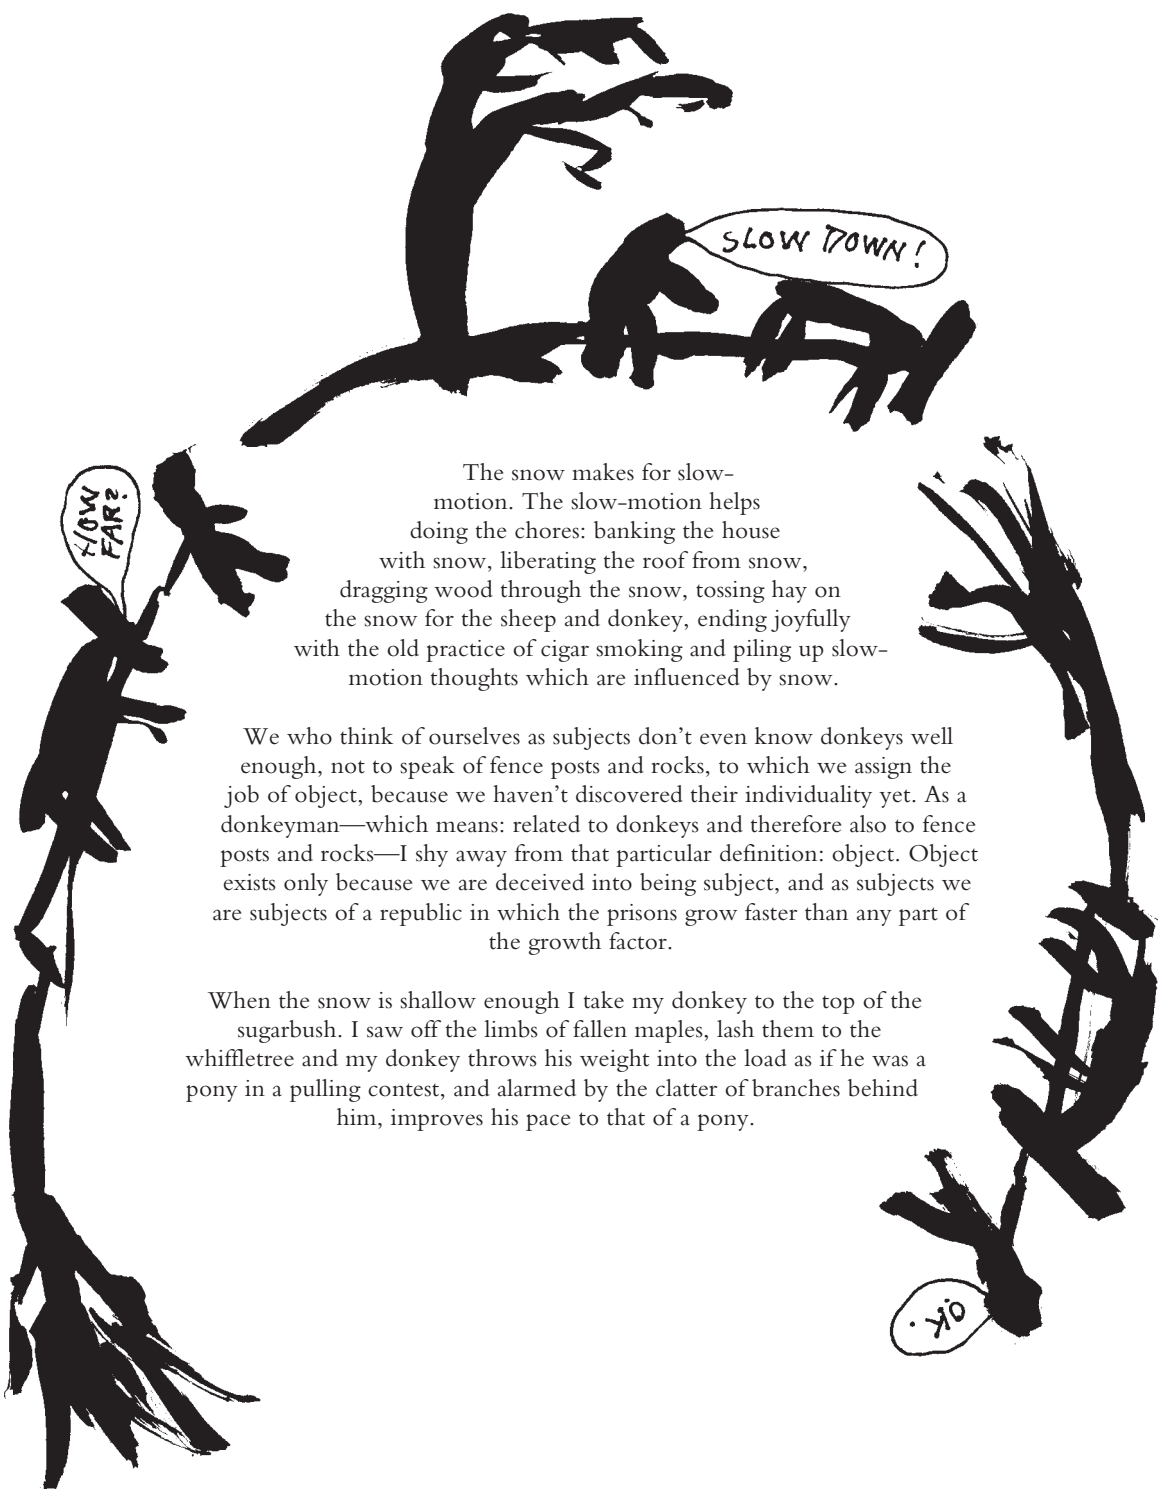 SLOW DOWN!
HOW
FAR?
The snow makes for slow-
motion. The slow-motion helps
doing the chores: banking the house
with snow, liberating the roof from snow,
dragging wood through the snow, tossing hay on
the snow for the sheep and donkey, ending joyfully
with the old practice of cigar smoking and piling up slow-
motion thoughts which are influenced by snow.
We who think of ourselves as subjects don’t even know donkeys well
enough, not to speak of fence posts and rocks, to which we assign the
job of object, because we haven’t discovered their individuality yet. As a
donkeyman—which means: related to donkeys and therefore also to fence
posts and rocks—I shy away from that particular definition: object. Object
exists only because we are deceived into being subject, and as subjects we
are subjects of a republic in which the prisons grow faster than any part of
the growth factor.
When the snow is shallow enough I take my donkey to the top of the
sugarbush. I saw off the limbs of fallen maples, lash them to the
whiffletree and my donkey throws his weight into the load as if he was a
pony in a pulling contest, and alarmed by the clatter of branches behind
him, improves his pace to that of a pony.
O.K.